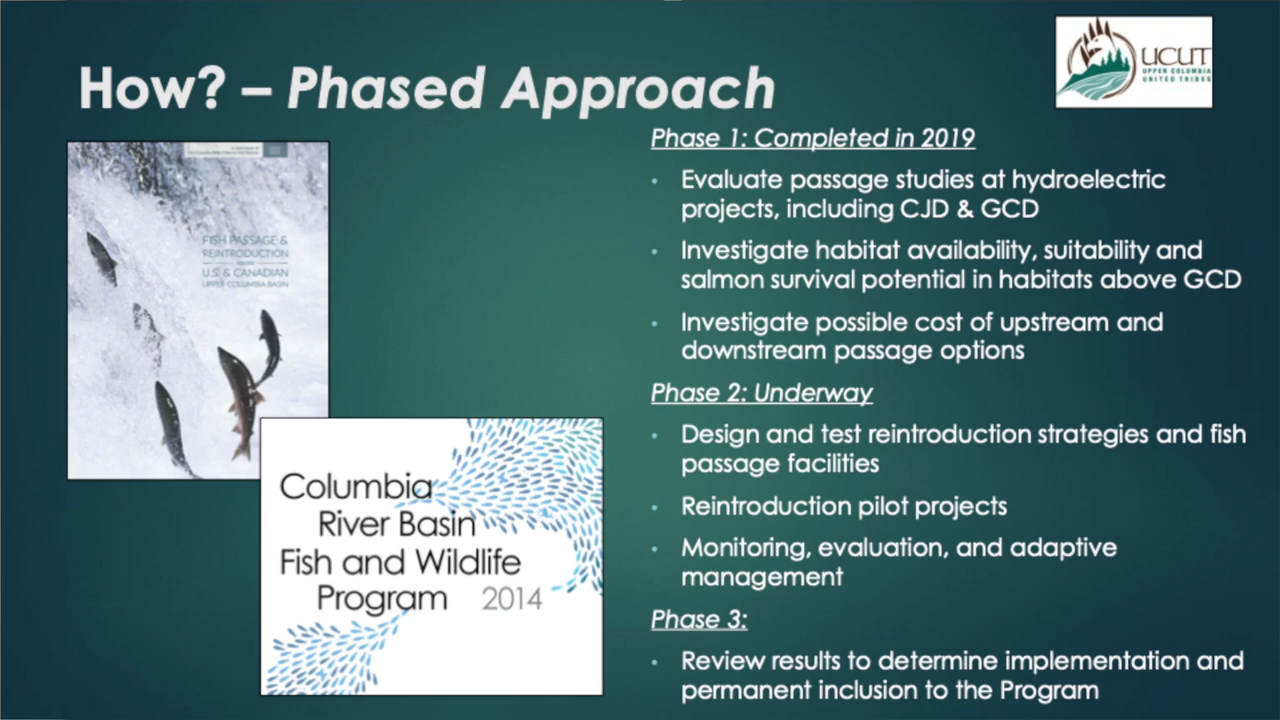 How? – Phased Approach
UCUT
UPPER COLUMBIA
UNITED TRIBES
FISH PASSAGE &
REINTRODUCTION
U.S. & CANADIAN
UPPER COLUMBIA BASIN
Columbia
River Basin
Fish and Wildlife
Program 2014
Phase 1: Completed in 2019
• Evaluate passage studies at hydroelectric
projects, including CJD & GCD
• Investigate habitat availability, suitability and
salmon survival potential in habitats above GCD
• Investigate possible cost of upstream and
downstream passage options
Phase 2: Underway
• Design and test reintroduction strategies and fish
passage facilities
• Reintroduction pilot projects
• Monitoring, evaluation, and adaptive
management
Phase 3:
• Review results to determine implementation and
permanent inclusion to the Program